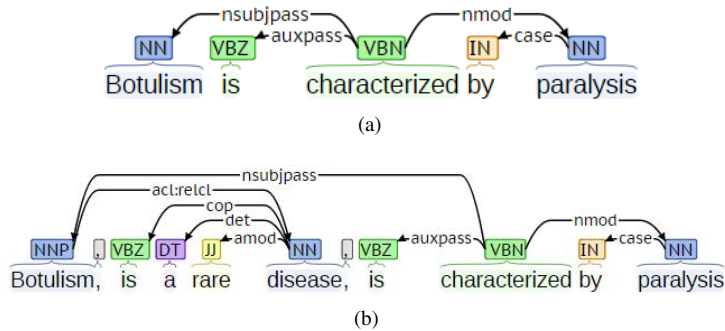 nsubjpass nmod
auxpass case
NN VBZ VBN IN NN
Botulism is characterized by paralysis
(a)
nsubjpass
acl:relcl
cop nmod
det
amod auxpass case
NNP , VBZ DT JJ NN , VBZ VBN IN NN
Botulism, is a rare disease, is characterized by paralysis
(b)